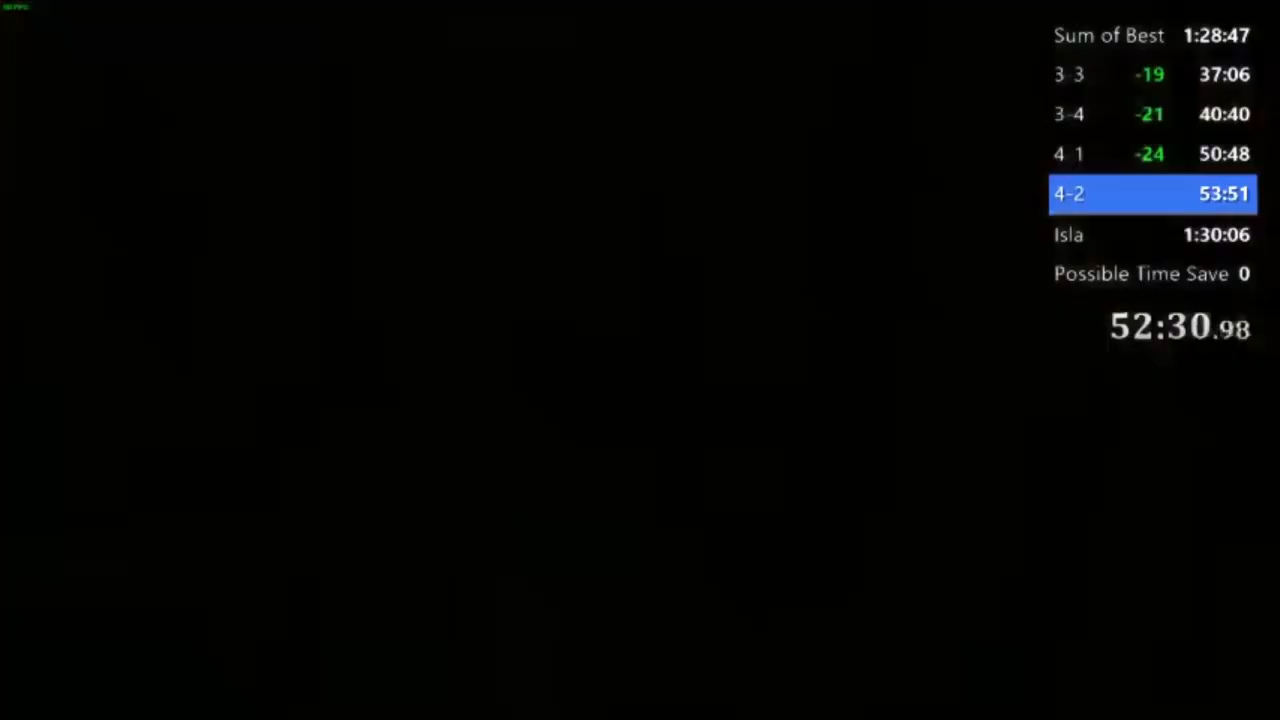 Sum of Best 1:28:47
3-3 -19 37:06
3-4 -21 40:40
4-1 -24 50:48
4-2 53:51
Isla 1:30:06
Possible Time Save 0
52:30.98